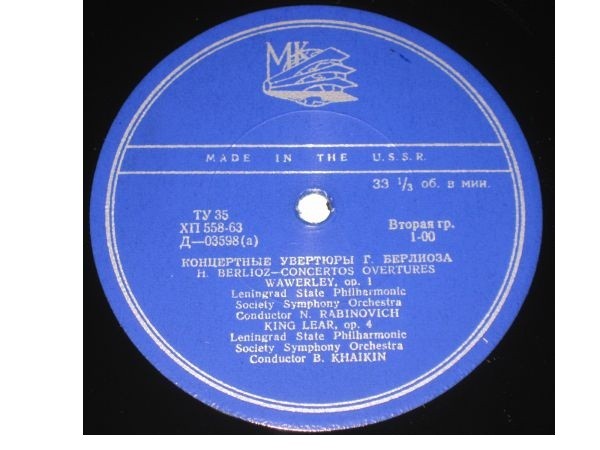 МК
MADE IN THE U.S.S.R.
33 ⅓ об. в мин.
ТУ 35
ХП 558-63
Д—03598(а)
Вторая гр.
1-00
КОНЦЕРТНЫЕ УВЕРТЮРЫ Г. БЕРЛИОЗА
H. BERLIOZ—CONCERTOS OVERTURES
WAWERLEY, op. 1
Leningrad State Philharmonic
Society Symphony Orchestra
Conductor N. RABINOVICH
KING LEAR, op. 4
Leningrad State Philharmonic
Society Symphony Orchestra
Conductor B. KHAIKIN